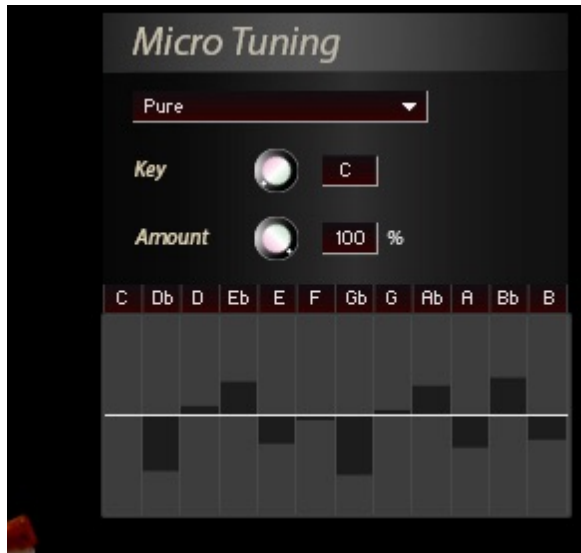 Micro Tuning
Pure
Key C
Amount 100 %
C Db D Eb E F Gb G Ab A Bb B